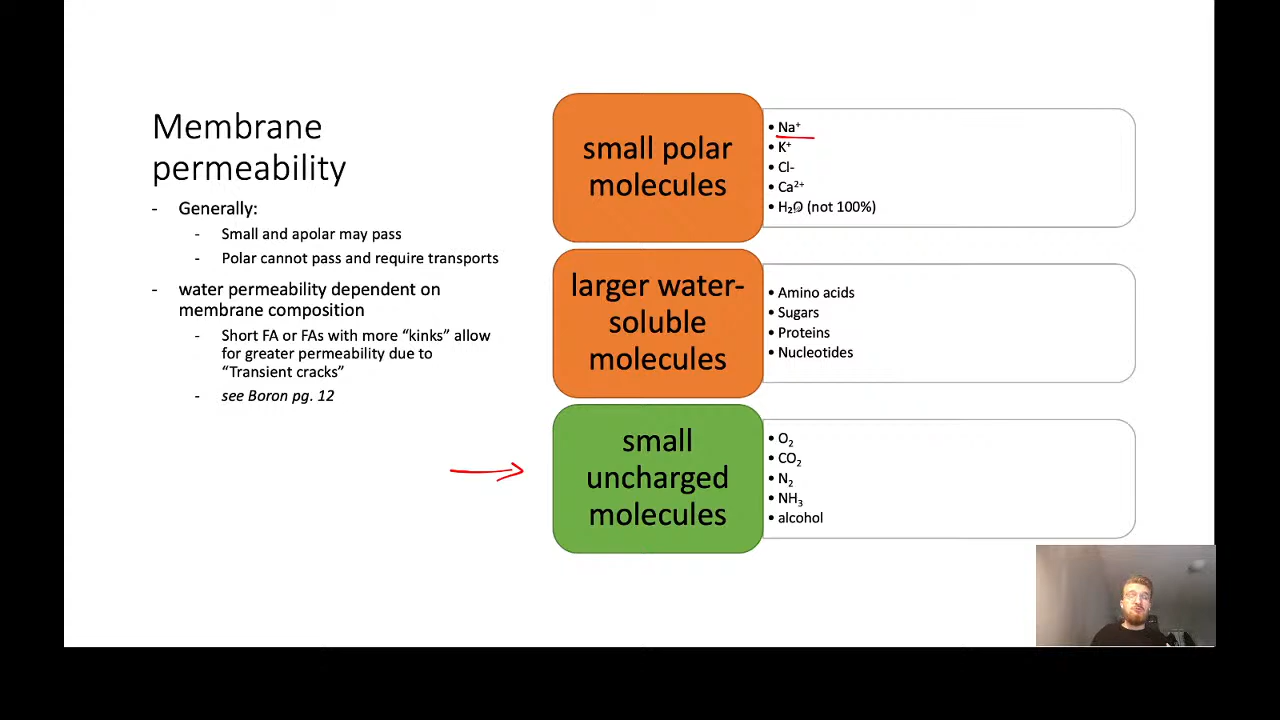 Membrane
permeability
- Generally:
- Small and apolar may pass
- Polar cannot pass and require transports
- water permeability dependent on
membrane composition
- Short FA or FAs with more “kinks” allow
for greater permeability due to
“Transient cracks”
- see Boron pg. 12
small polar
molecules
• Na⁺
• K⁺
• Cl-
• Ca²⁺
• H₂O (not 100%)
larger water-
soluble
molecules
• Amino acids
• Sugars
• Proteins
• Nucleotides
small
uncharged
molecules
• O₂
• CO₂
• N₂
• NH₃
• alcohol